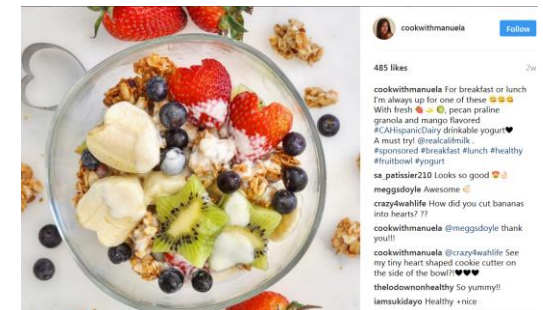 cookwithmanuela
Follow
485 likes
2w
cookwithmanuela For breakfast or lunch
I'm always up for one of these 😋😋😋
With fresh 🍓🍌🥝, pecan praline
granola and mango flavored
#CAHispanicDairy drinkable yogurt♥
A must try! @realcalifmilk .
#sponsored #breakfast #lunch #healthy
#fruitbowl #yogurt
sa_patissier210 Looks so good 😍👌🏻
meggsdoyle Awesome 👏🏻
crazy4wahlife How did you cut bananas
into hearts? ??
cookwithmanuela @meggsdoyle thank
you!!!
cookwithmanuela @crazy4wahlife See
my tiny heart shaped cookie cutter on
the side of the bowl?!♥♥♥
thelodownonhealthy So yummy!!
iamsukidayo Healthy +nice